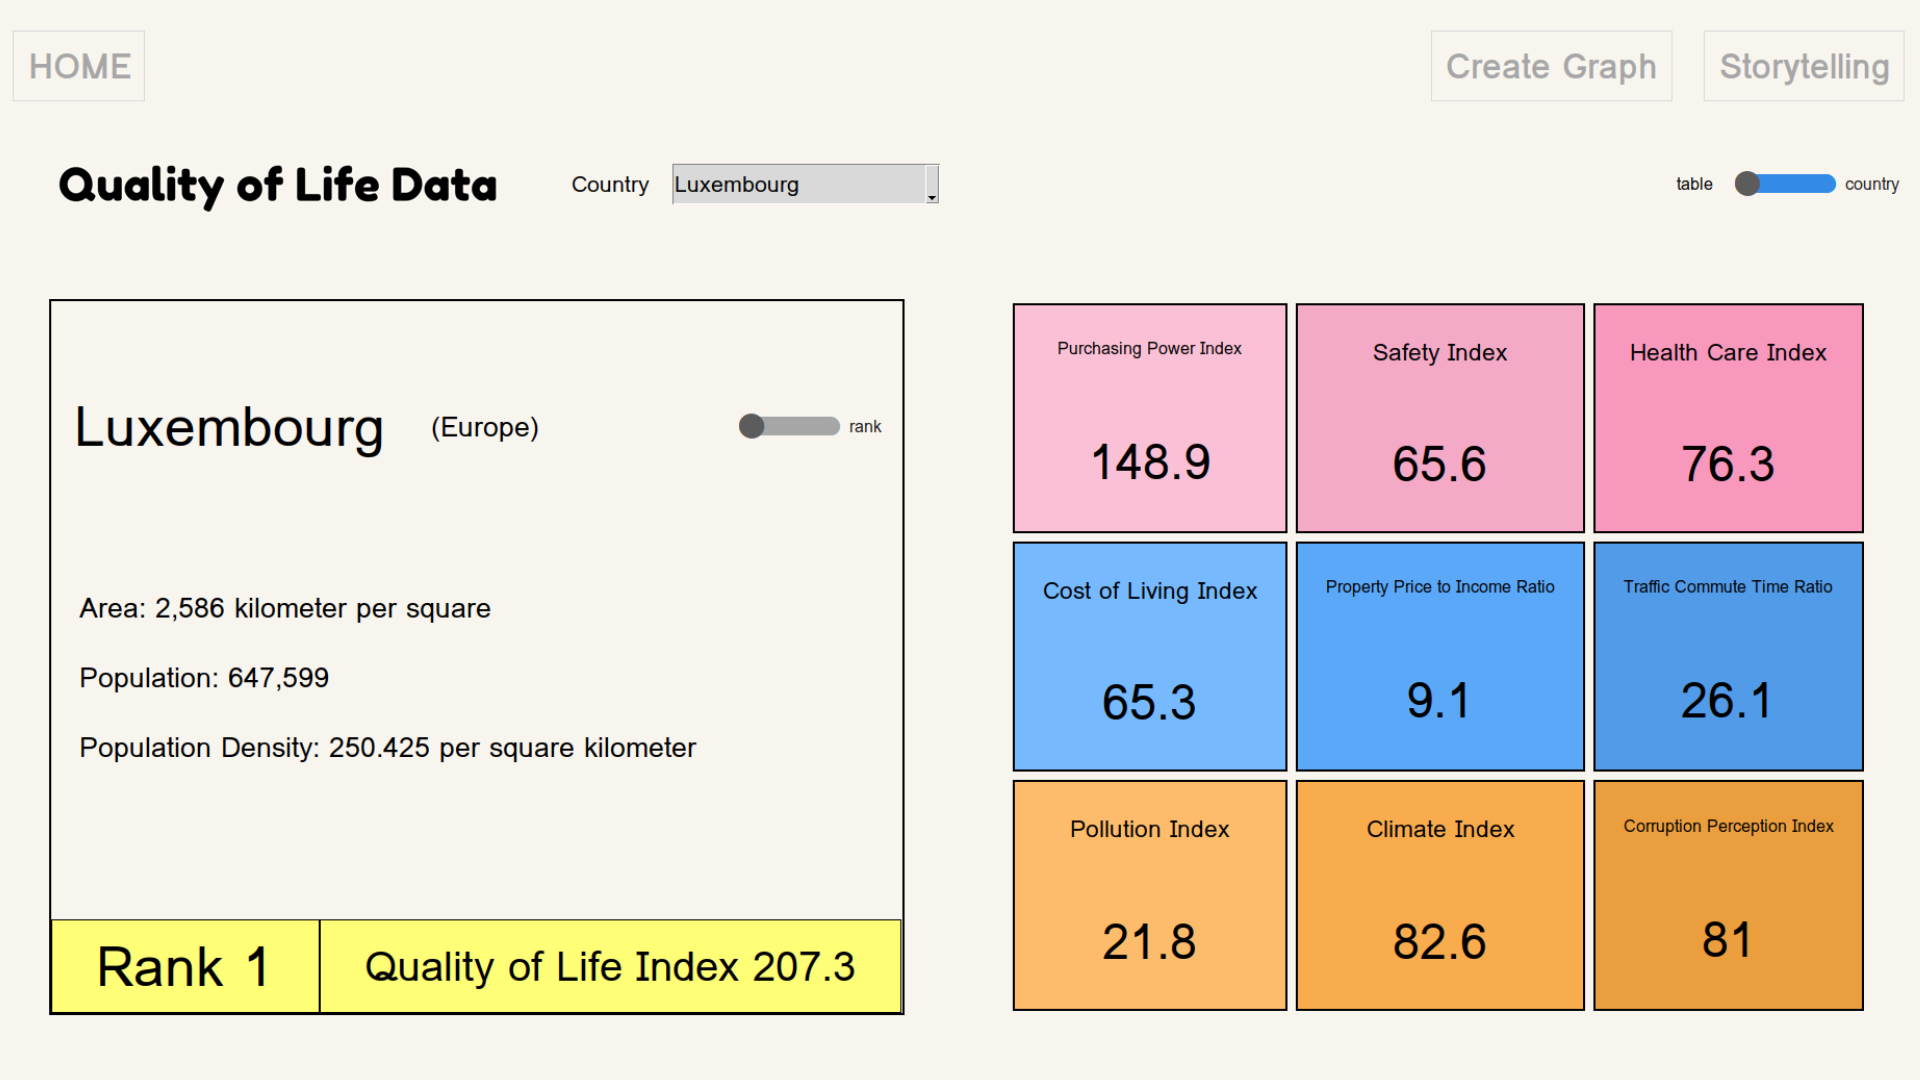 HOME
Create Graph
Storytelling
Quality of Life Data
Country
Luxembourg
table
country
Luxembourg
(Europe)
rank
Area: 2,586 kilometer per square
Population: 647,599
Population Density: 250.425 per square kilometer
Rank 1
Quality of Life Index 207.3
Purchasing Power Index
148.9
Safety Index
65.6
Health Care Index
76.3
Cost of Living Index
65.3
Property Price to Income Ratio
9.1
Traffic Commute Time Ratio
26.1
Pollution Index
21.8
Climate Index
82.6
Corruption Perception Index
81